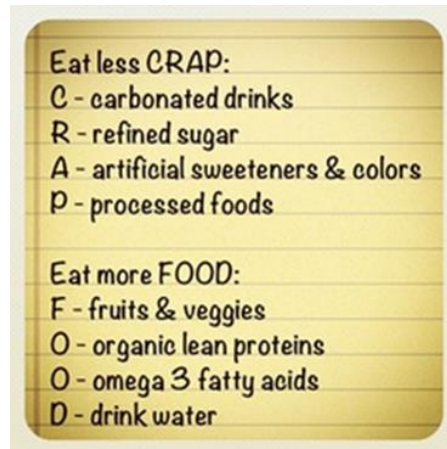 Eat less CRAP:
C - carbonated drinks
R - refined sugar
A - artificial sweeteners & colors
P - processed foods
Eat more FOOD:
F - fruits & veggies
O - organic lean proteins
O - omega 3 fatty acids
D - drink water